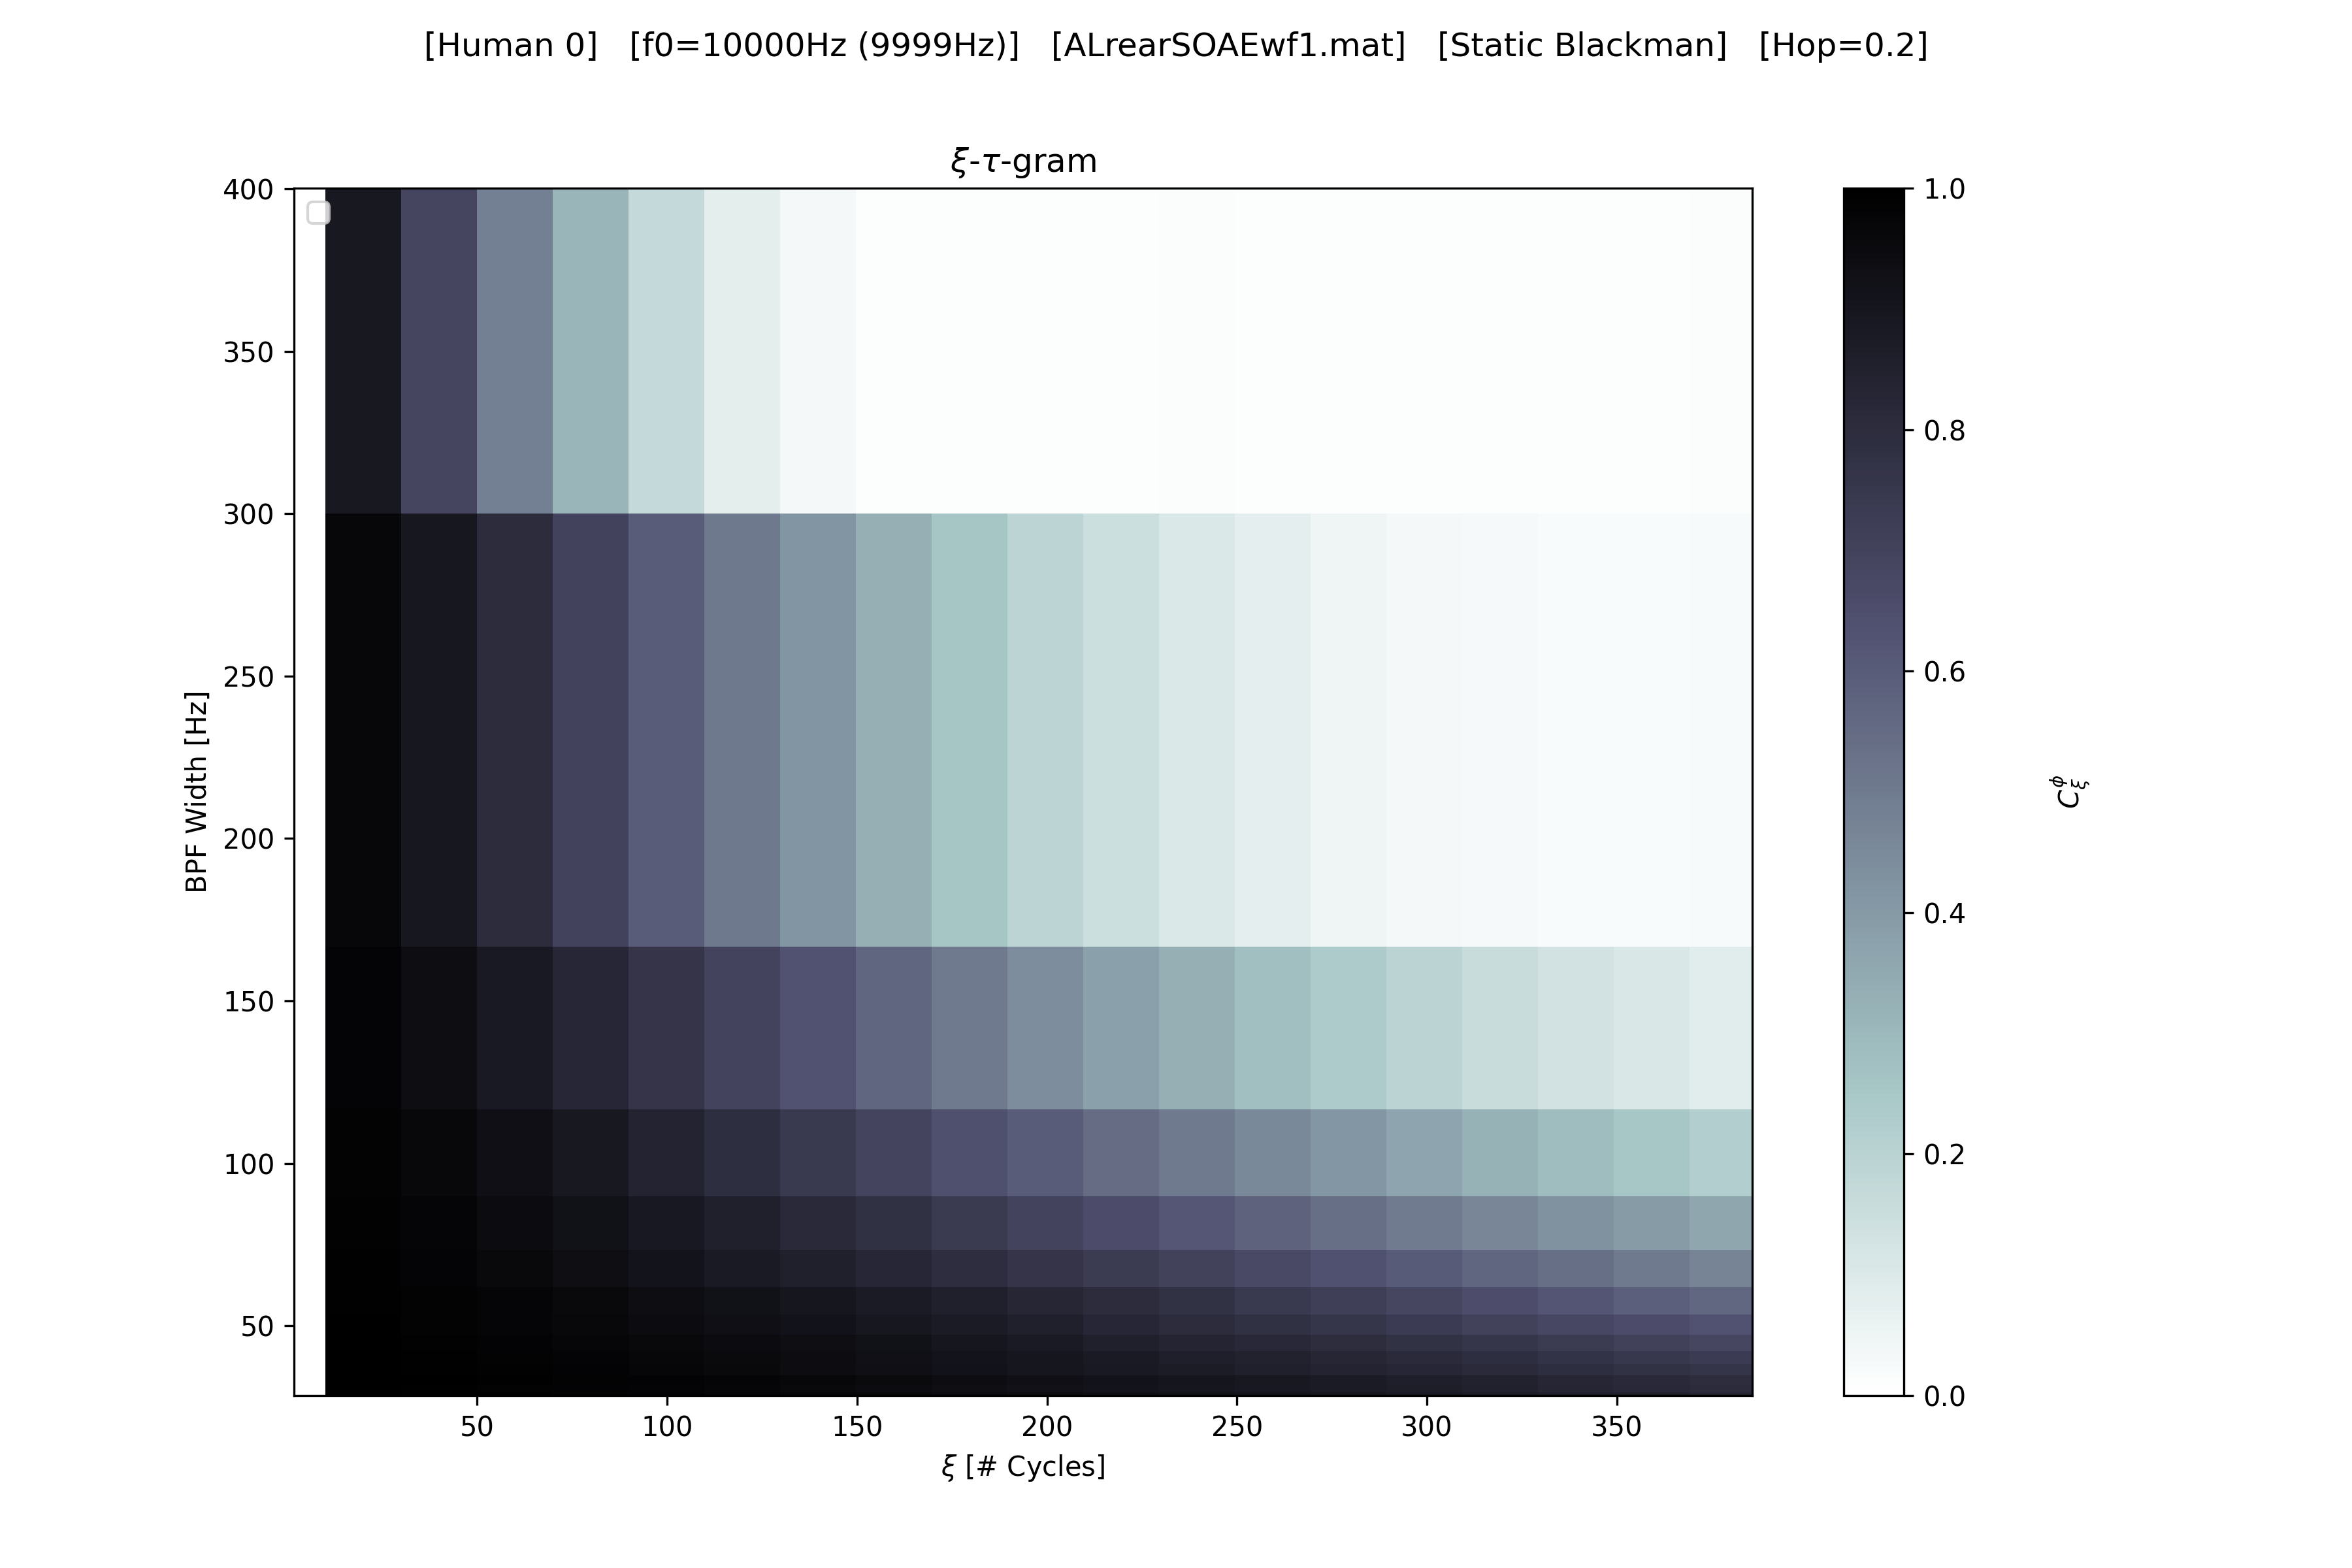 [Human 0]   [f0=10000Hz (9999Hz)]   [ALrearSOAEwf1.mat]   [Static Blackman]   [Hop=0.2]
ξ-τ-gram
400
350
300
250
200
150
100
50
BPF Width [Hz]
50 100 150 200 250 300 350
ξ [# Cycles]
1.0
0.8
0.6
0.4
0.2
0.0
C_ξ^ϕ